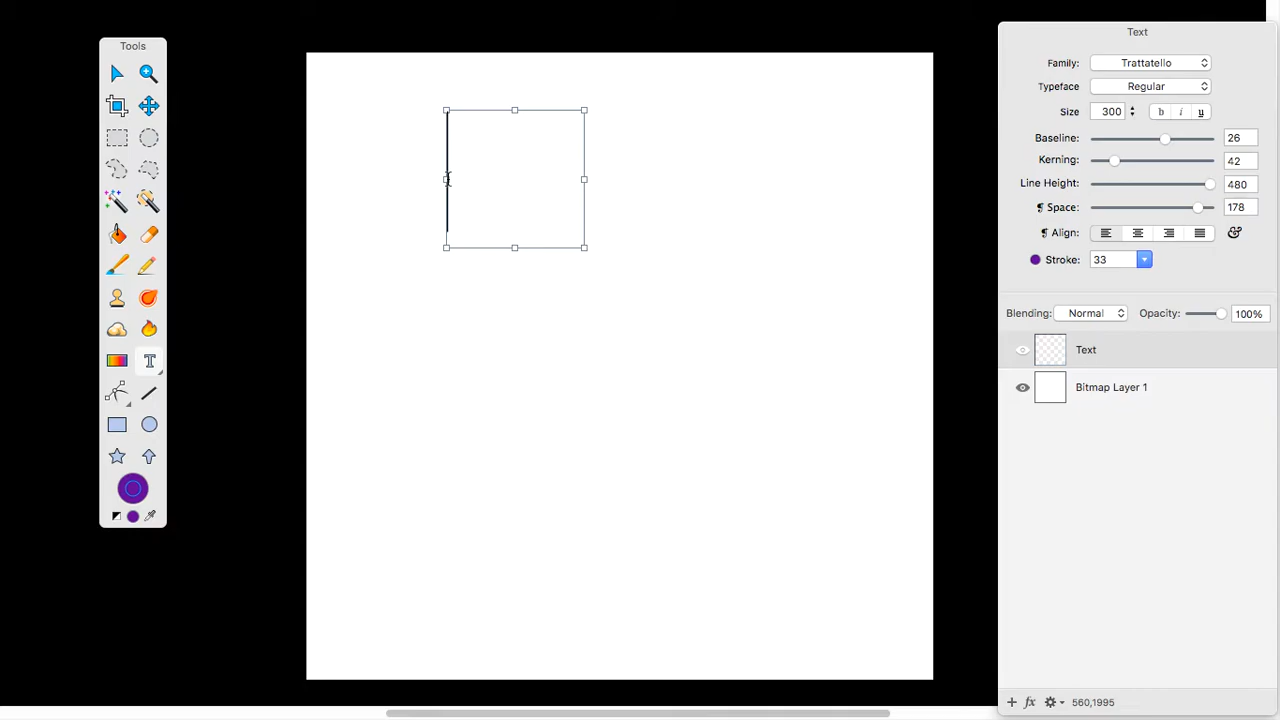 Tools
T
Text
Family: Trattatello
Typeface Regular
Size 300 b i u
Baseline: 26
Kerning: 42
Line Height: 480
¶ Space: 178
¶ Align:
Stroke: 33
Blending: Normal Opacity: 100%
Text
Bitmap Layer 1
fx 560,1995